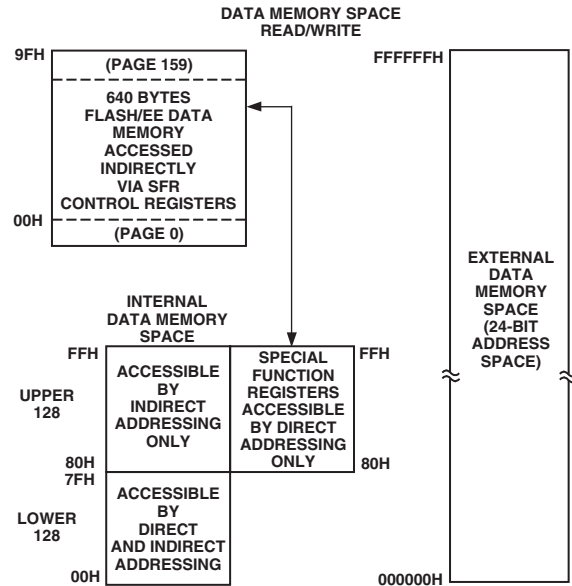 DATA MEMORY SPACE
READ/WRITE
9FH
(PAGE 159)
640 BYTES
FLASH/EE DATA
MEMORY
ACCESSED
INDIRECTLY
VIA SFR
CONTROL REGISTERS
00H
(PAGE 0)
FFFFFFH
EXTERNAL
DATA
MEMORY
SPACE
(24-BIT
ADDRESS
SPACE)
000000H
INTERNAL
DATA MEMORY
SPACE
FFH
UPPER
128
ACCESSIBLE
BY
INDIRECT
ADDRESSING
ONLY
80H
SPECIAL
FUNCTION
REGISTERS
ACCESSIBLE
BY DIRECT
ADDRESSING
ONLY
FFH
80H
7FH
LOWER
128
ACCESSIBLE
BY
DIRECT
AND INDIRECT
ADDRESSING
00H